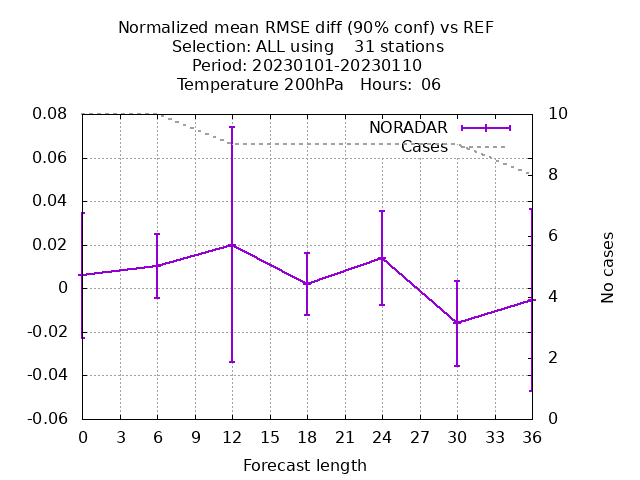 Normalized mean RMSE diff (90% conf) vs REF
Selection: ALL using    31 stations
Period: 20230101-20230110
Temperature 200hPa   Hours:  06
NORADAR
Cases
0.08
0.06
0.04
0.02
0
-0.02
-0.04
-0.06
10
8
6
4
2
0
No cases
0 3 6 9 12 15 18 21 24 27 30 33 36
Forecast length